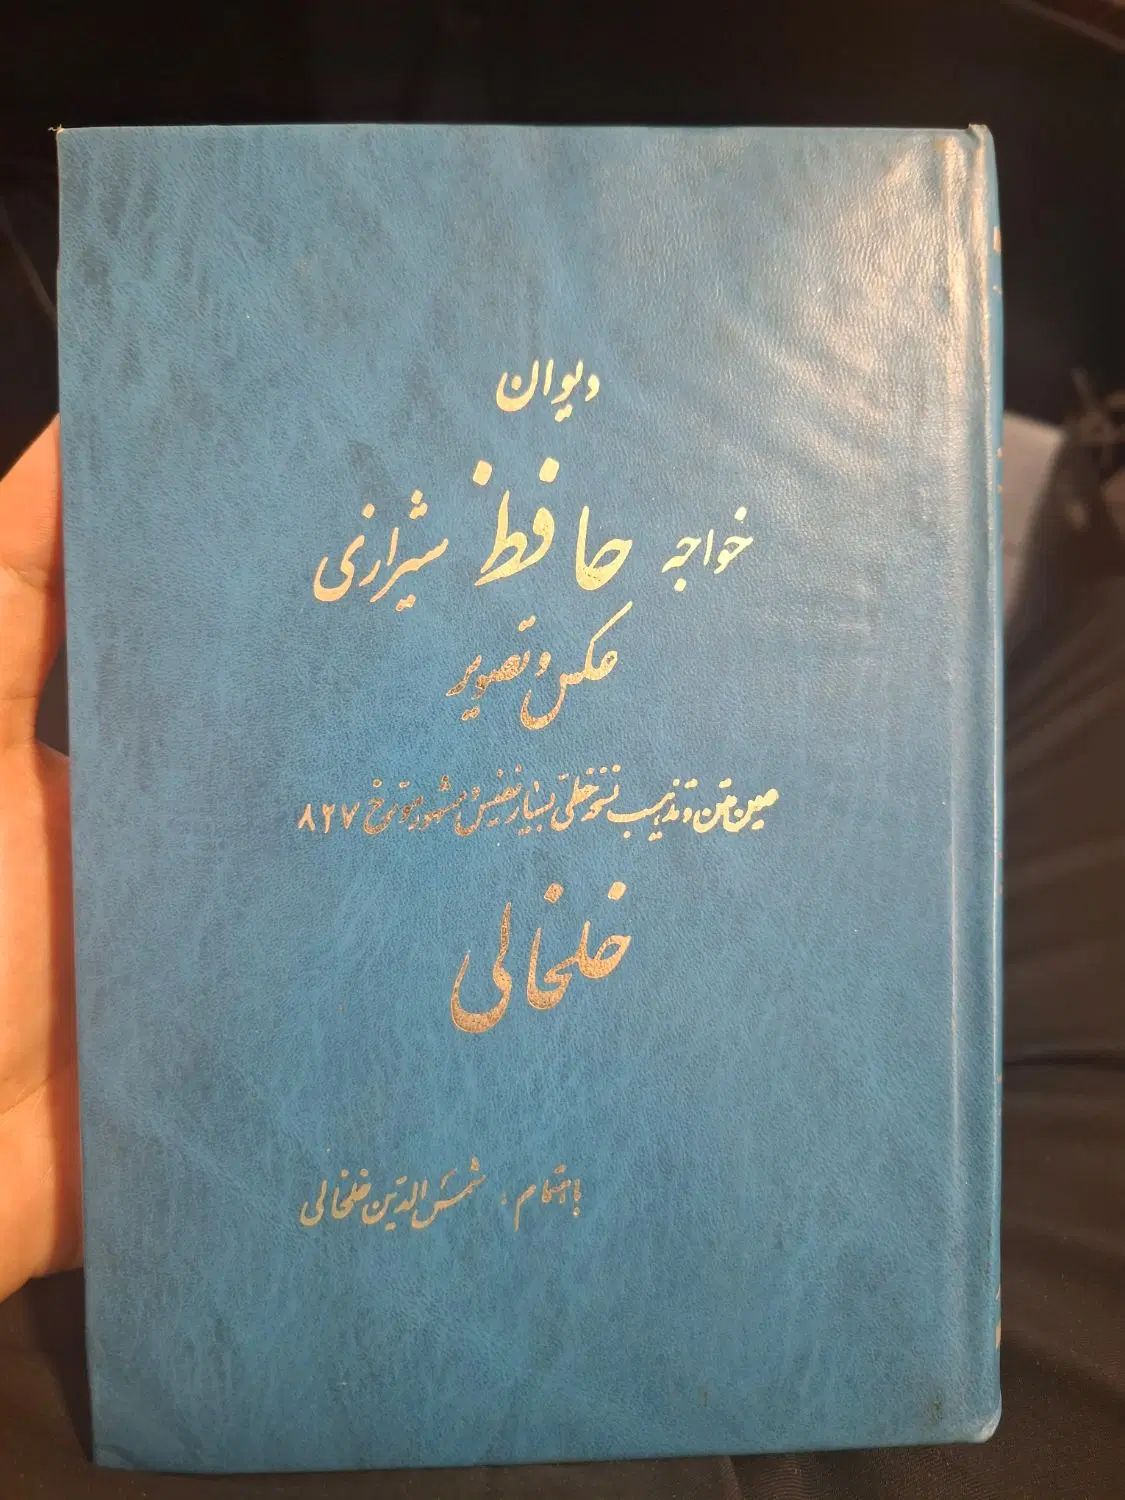 دیوان
خواجه حافظ شیرازی
عکس و تصویر
عین متن و تذهیب نسخه خطی بسیار نفیس و مشهور مورخ ۸۲۷
خلخالی
باهتمام : شمس الدین خلخالی